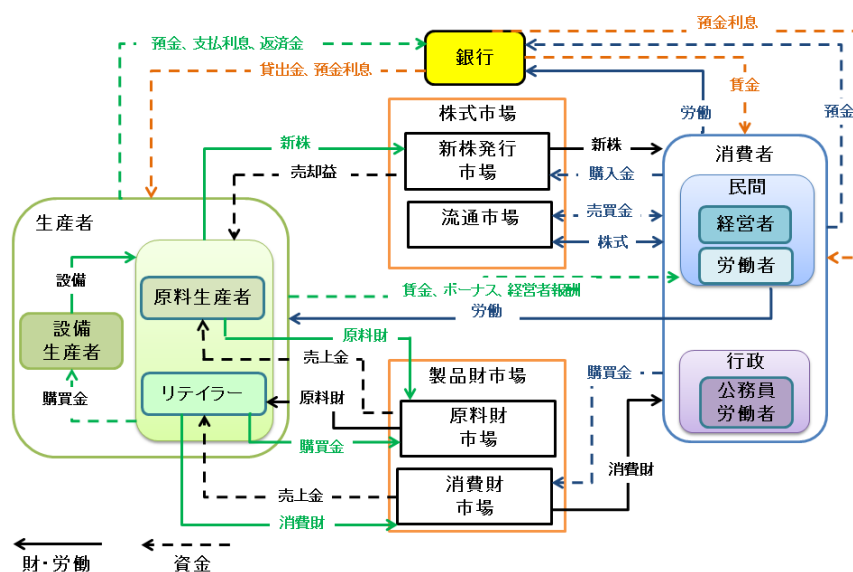 預金利息
預金、支払利息、返済金
銀行
貸出金、預金利息
賃金
株式市場
労働
預金
新株
新株発行
市場
新株
消費者
売却益
購入金
民間
生産者
流通市場
売買金
経営者
株式
労働者
設備
原料生産者
賃金、ボーナス、経営者報酬
労働
設備
生産者
原料財
売上金
製品財市場
行政
購買金
購買金
リテイラー
原料財
原料財
市場
公務員
労働者
購買金
消費財
売上金
消費財
市場
消費財
財・労働
資金